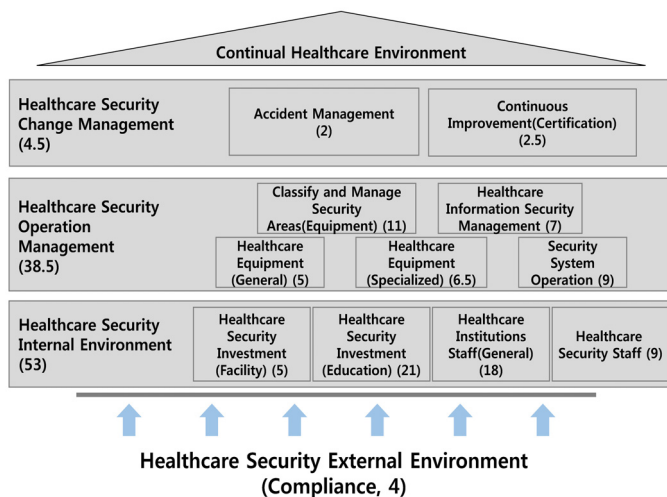 Continual Healthcare Environment
Healthcare Security
Change Management
(4.5)
Accident Management
(2)
Continuous
Improvement(Certification)
(2.5)
Healthcare Security
Operation
Management
(38.5)
Classify and Manage
Security
Areas(Equipment) (11)
Healthcare
Information Security
Management (7)
Healthcare
Equipment
(General) (5)
Healthcare
Equipment
(Specialized) (6.5)
Security
System
Operation (9)
Healthcare Security
Internal Environment
(53)
Healthcare
Security
Investment
(Facility) (5)
Healthcare
Security
Investment
(Education) (21)
Healthcare
Institutions
Staff(General)
(18)
Healthcare
Security Staff (9)
Healthcare Security External Environment
(Compliance, 4)